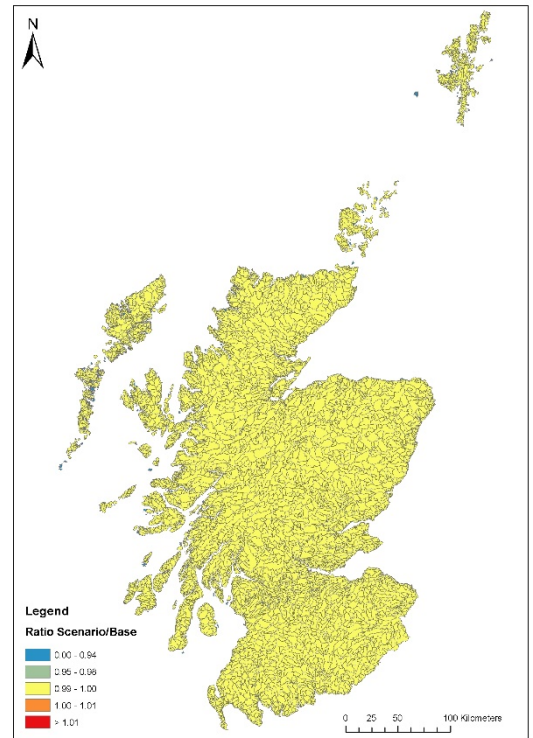 N
Legend
Ratio Scenario/Base
0.00 - 0.94
0.95 - 0.98
0.99 - 1.00
1.00 - 1.01
> 1.01
0 25 50 100 Kilometers